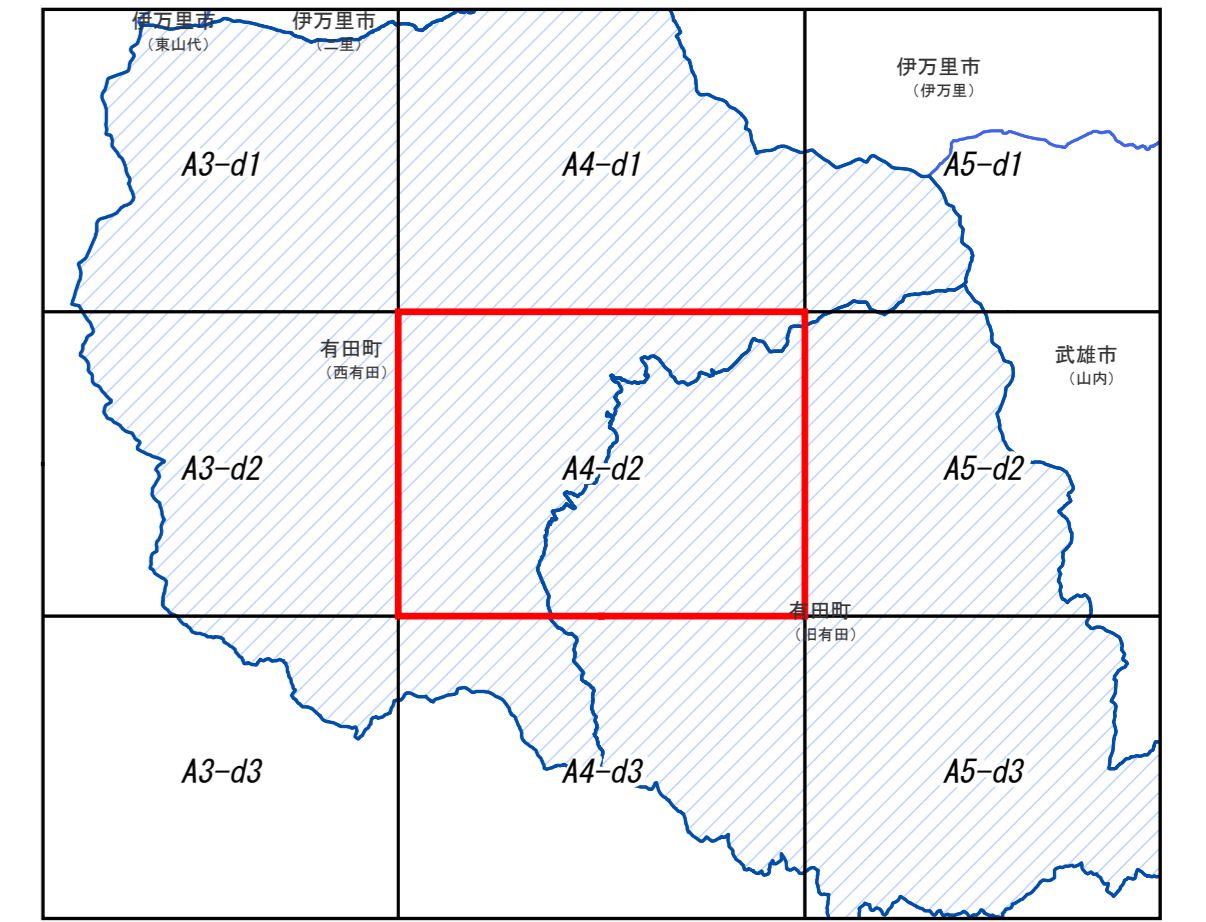 伊万里市
（東山代）
伊万里市
（二里）
伊万里市
（伊万里）
A3-d1
A4-d1
A5-d1
有田町
（西有田）
武雄市
（山内）
A3-d2
A4-d2
A5-d2
有田町
（旧有田）
A3-d3
A4-d3
A5-d3